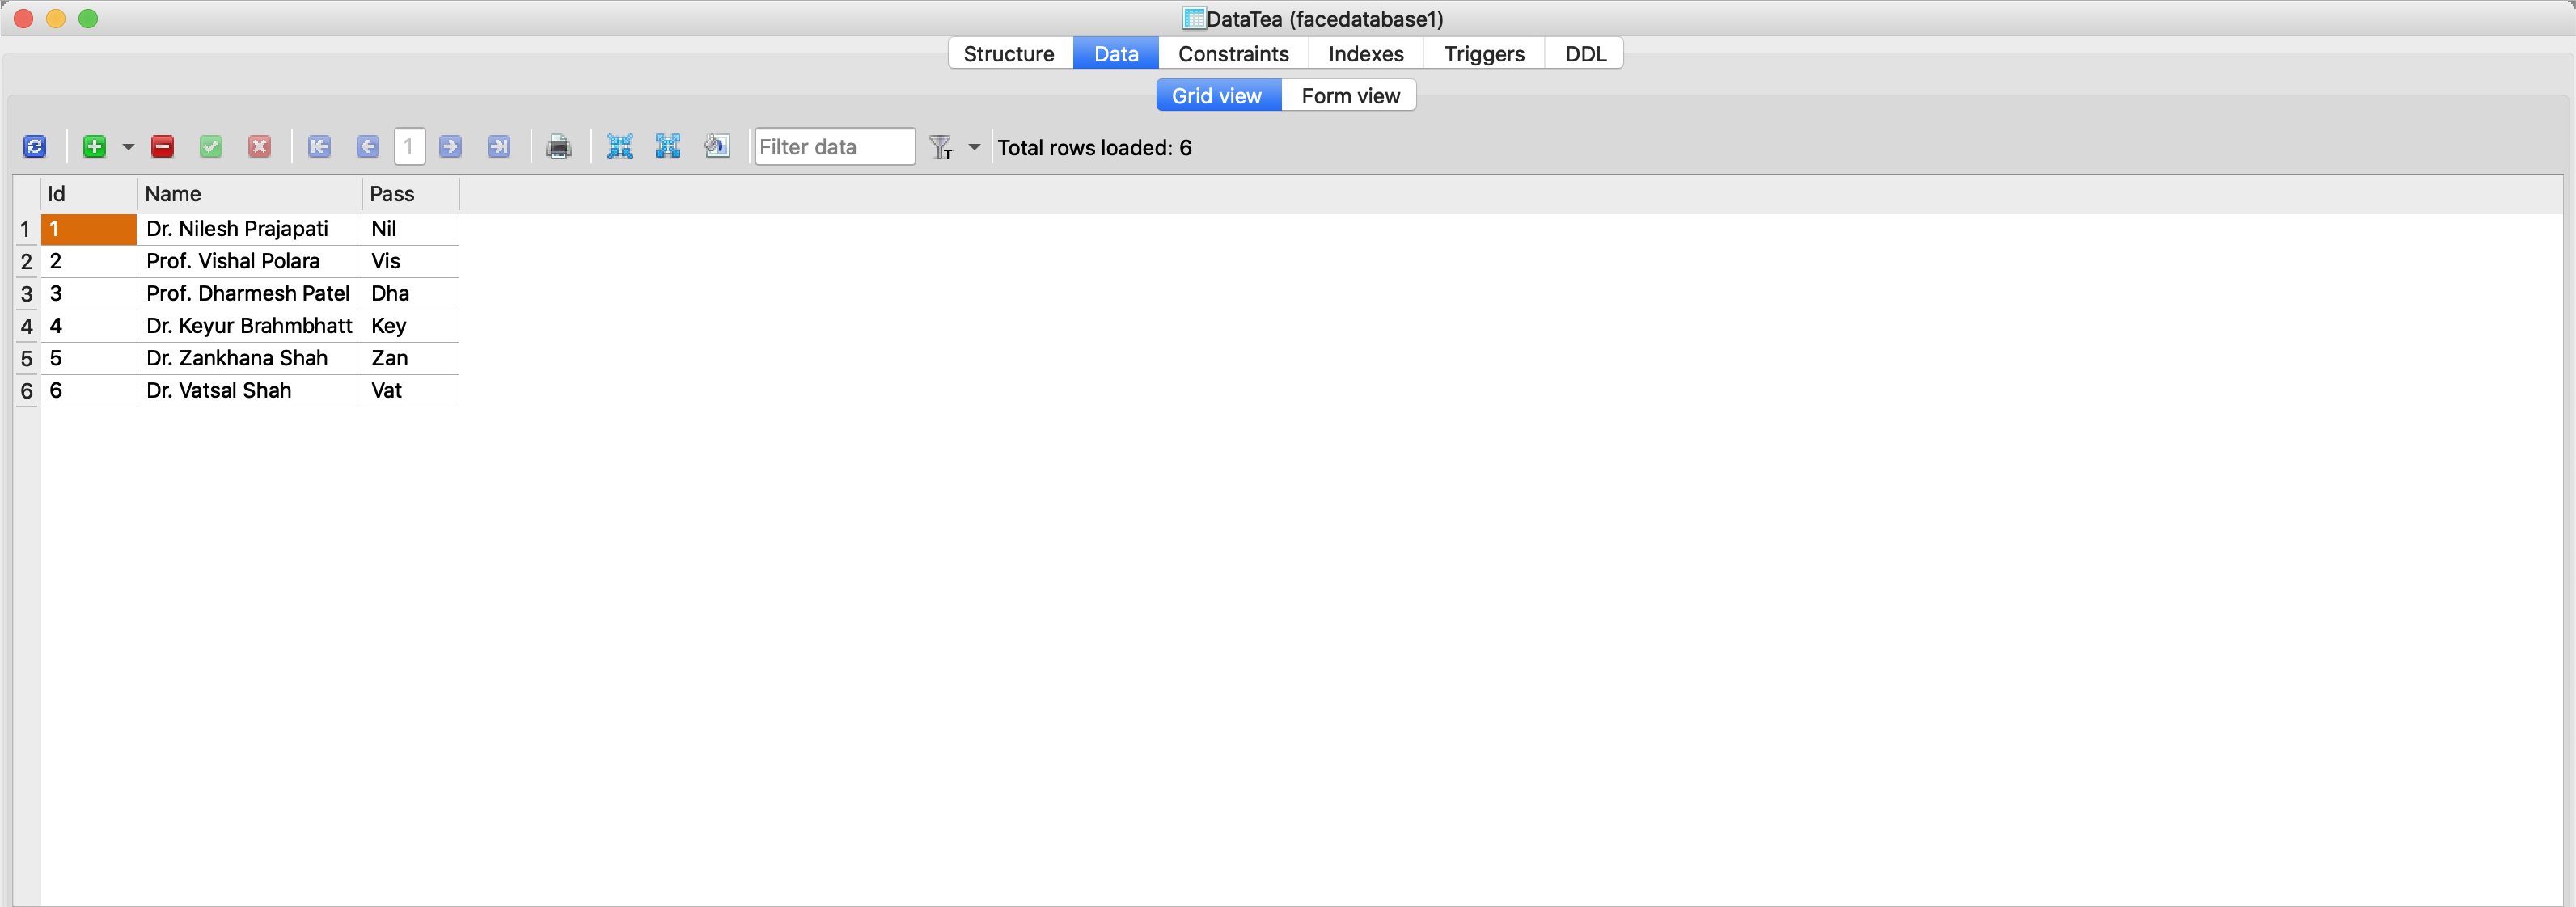 DataTea (facedatabase1)
Structure Data Constraints Indexes Triggers DDL
Grid view Form view
1 Filter data T Total rows loaded: 6
Id Name Pass
1 1 Dr. Nilesh Prajapati Nil
2 2 Prof. Vishal Polara Vis
3 3 Prof. Dharmesh Patel Dha
4 4 Dr. Keyur Brahmbhatt Key
5 5 Dr. Zankhana Shah Zan
6 6 Dr. Vatsal Shah Vat